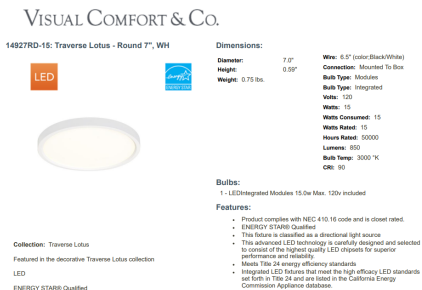 VISUAL COMFORT & CO.
14927RD-15: Traverse Lotus - Round 7", WH
LED
ENERGY STAR
Collection: Traverse Lotus
Featured in the decorative Traverse Lotus collection
LED
ENERGY STAR® Qualified
Dimensions:
Diameter: 7.0"
Height: 0.59"
Weight: 0.75 lbs.
Wire: 6.5" (color;Black/White)
Connection: Mounted To Box
Bulb Type: Modules
Bulb Type: Integrated
Volts: 120
Watts: 15
Watts Consumed: 15
Watts Rated: 15
Hours Rated: 50000
Lumens: 850
Bulb Temp: 3000 °K
CRI: 90
Bulbs:
1 - LEDIntegrated Modules 15.0w Max. 120v included
Features:
• Product complies with NEC 410.16 code and is closet rated.
• ENERGY STAR® Qualified
• This fixture is classified as a directional light source
• This advanced LED technology is carefully designed and selected
to consist of the highest quality LED chipsets for superior
performance and reliability.
• Meets Title 24 energy efficiency standards
• Integrated LED fixtures that meet the high efficacy LED standards
set forth in Title 24 and are listed in the California Energy
Commission Appliance database.